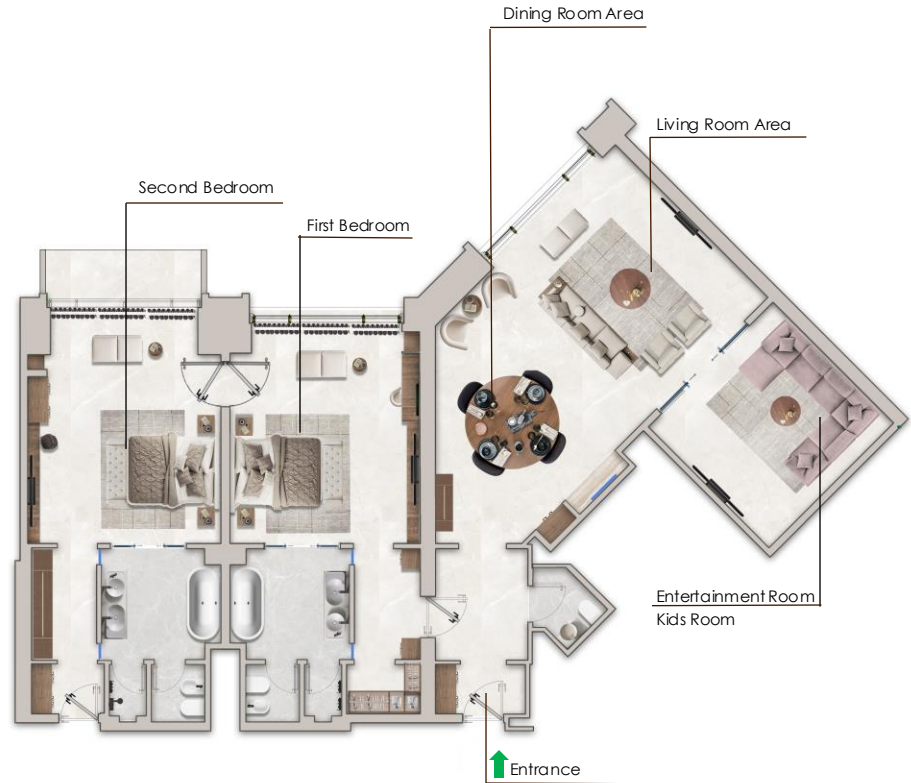 Dining Room Area
Living Room Area
Second Bedroom
First Bedroom
Entertainment Room
Kids Room
Entrance